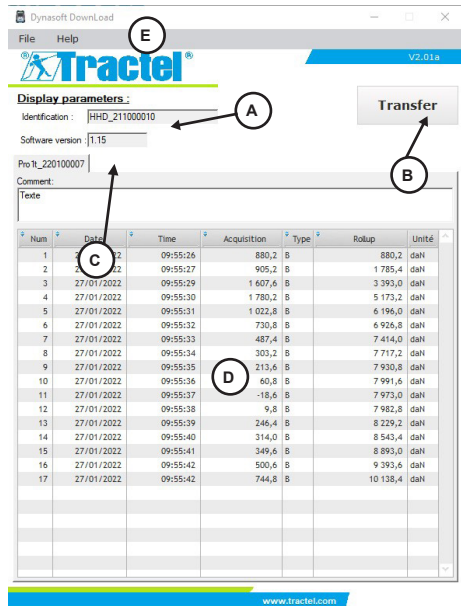 Dynasoft DownLoad
File Help
E
Tractel®
V2.01a
Display parameters :
Identification : HHD_211000010
A
Transfer
Software version : 1.15
B
Pro1t_220100007
Comment:
Texte
C
Num Date Time Acquisition Type Rollup Unité
1 09:55:26 880,2 B 880,2 daN
2 09:55:27 905,2 B 1 785,4 daN
3 27/01/2022 09:55:29 1 607,6 B 3 393,0 daN
4 27/01/2022 09:55:30 1 780,2 B 5 173,2 daN
5 27/01/2022 09:55:31 1 022,8 B 6 196,0 daN
6 27/01/2022 09:55:32 730,8 B 6 926,8 daN
7 27/01/2022 09:55:33 487,4 B 7 414,0 daN
8 27/01/2022 09:55:34 303,2 B 7 717,2 daN
9 27/01/2022 09:55:35 213,6 B 7 930,8 daN
D
10 27/01/2022 09:55:36 60,8 B 7 991,6 daN
11 27/01/2022 09:55:37 -18,6 B 7 973,0 daN
12 27/01/2022 09:55:38 9,8 B 7 982,8 daN
13 27/01/2022 09:55:39 246,4 B 8 229,2 daN
14 27/01/2022 09:55:40 314,0 B 8 543,4 daN
15 27/01/2022 09:55:41 349,6 B 8 893,0 daN
16 27/01/2022 09:55:42 500,6 B 9 393,6 daN
17 27/01/2022 09:55:42 744,8 B 10 138,4 daN
www.tractel.com